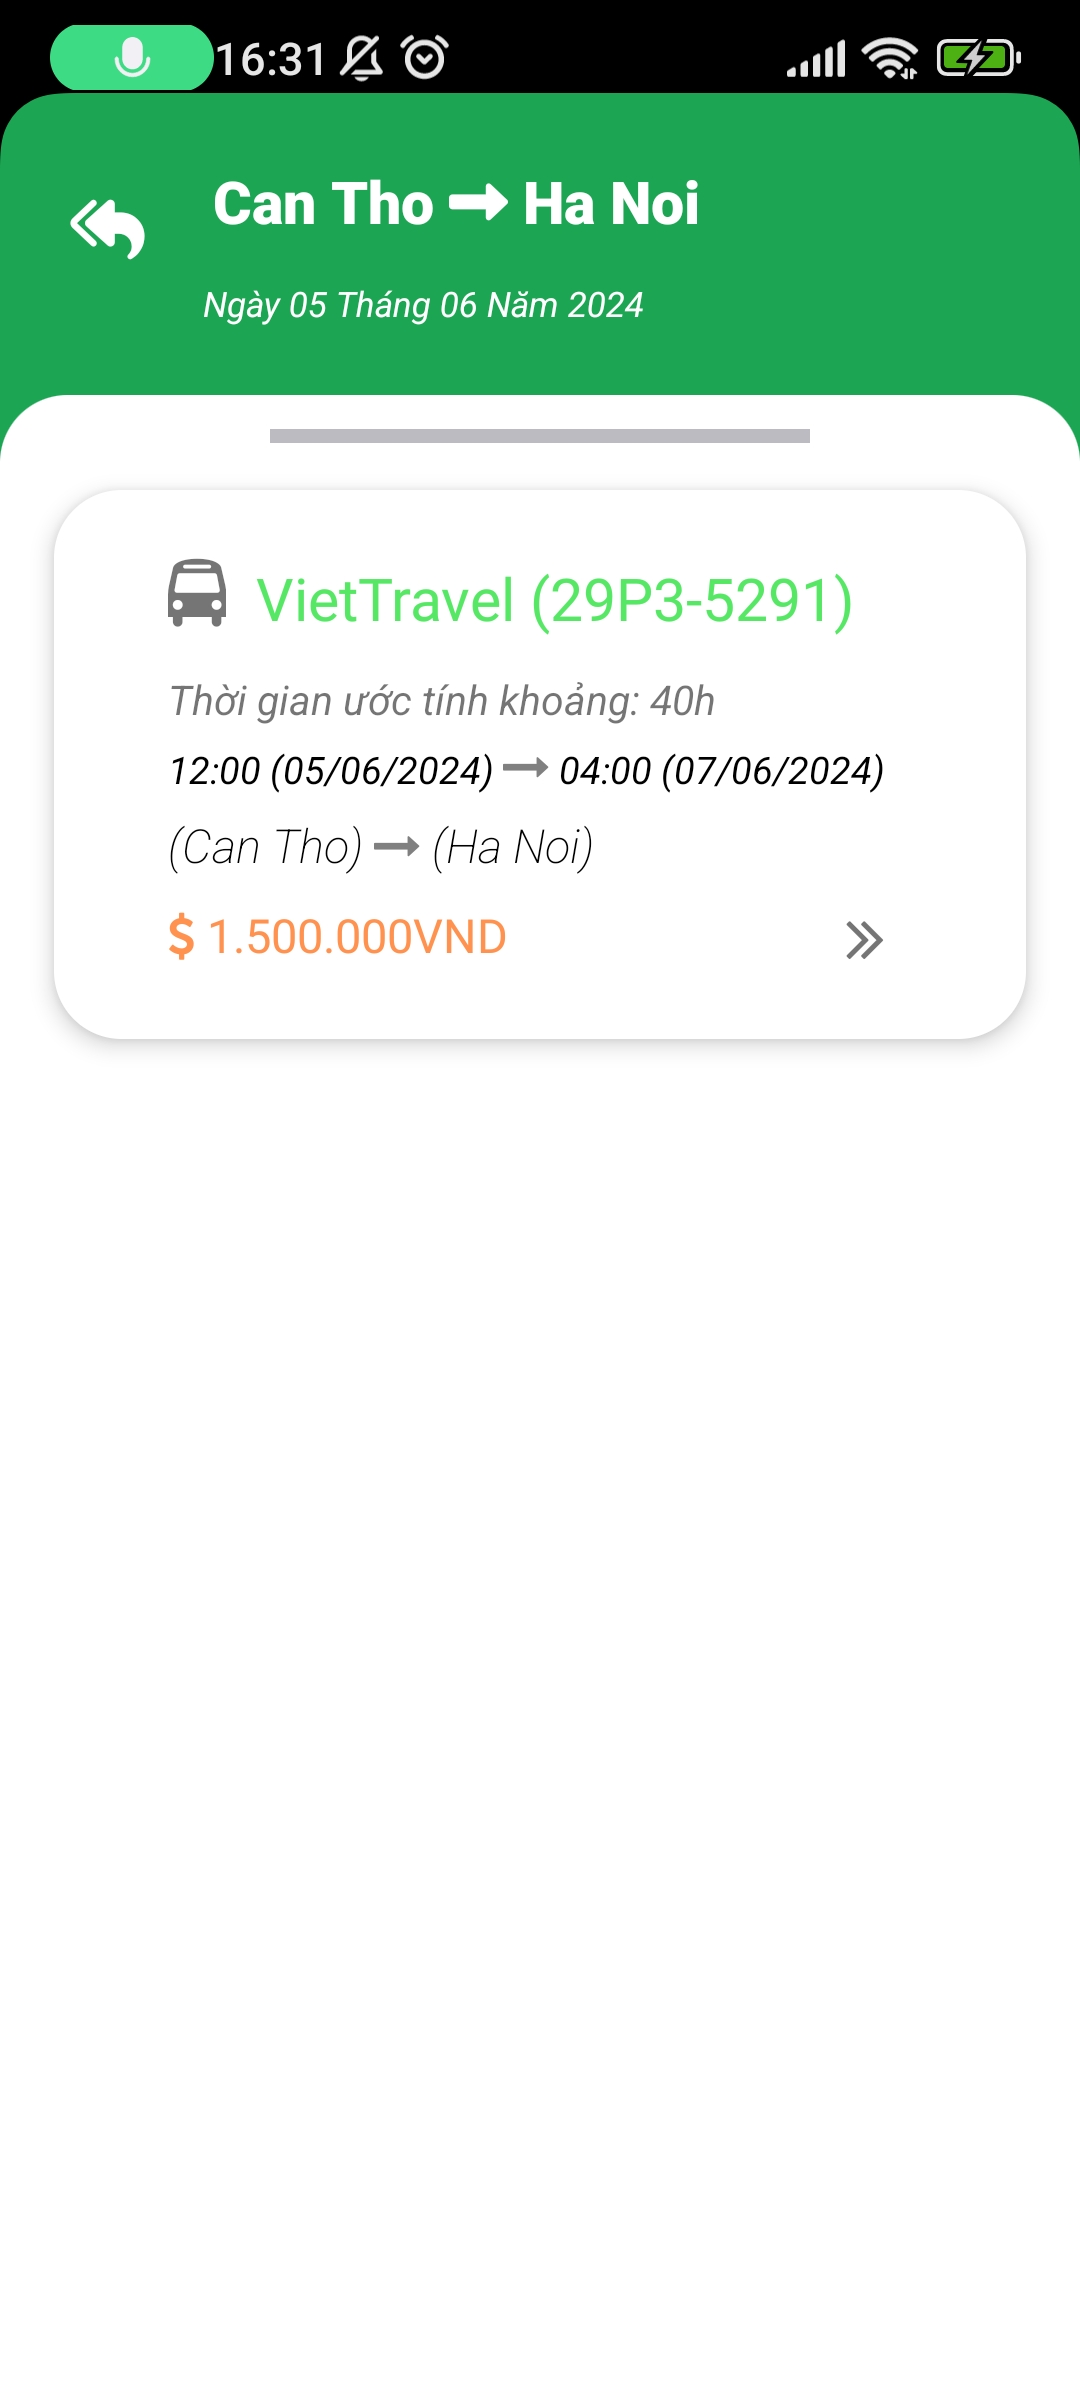 16:31
Can Tho → Ha Noi
Ngày 05 Tháng 06 Năm 2024
VietTravel (29P3-5291)
Thời gian ước tính khoảng: 40h
12:00 (05/06/2024) → 04:00 (07/06/2024)
(Can Tho) → (Ha Noi)
$ 1.500.000VND